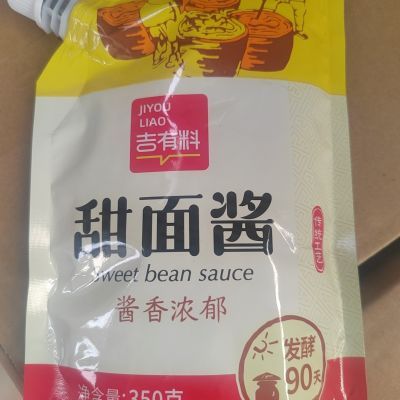 JIYOU
LIAO
吉有料
甜面酱
sweet bean sauce
传统工艺
酱香浓郁
发酵
90天
净含量:350克